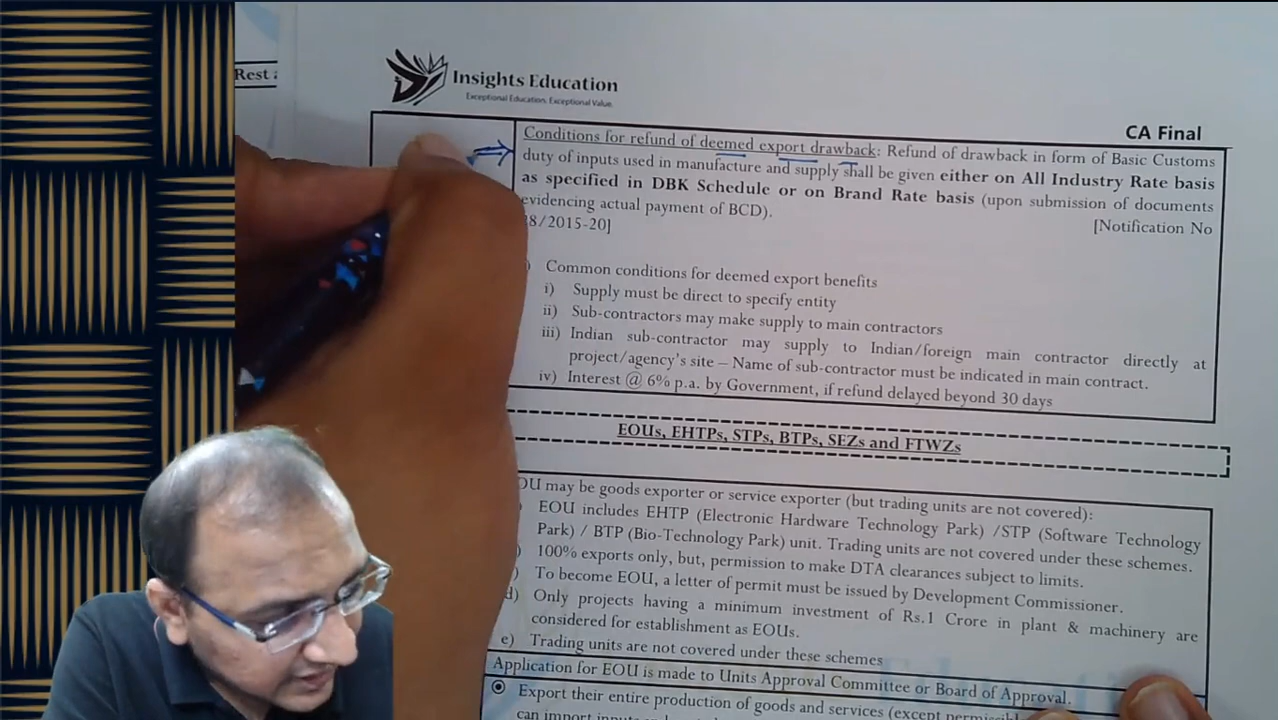 Rest
Insights Education
Exceptional Education. Exceptional Value.
CA Final
Conditions for refund of deemed export drawback: Refund of drawback in form of Basic Customs
duty of inputs used in manufacture and supply shall be given either on All Industry Rate basis
as specified in DBK Schedule or on Brand Rate basis (upon submission of documents
evidencing actual payment of BCD).
[Notification No
8/2015-20]
Common conditions for deemed export benefits
i) Supply must be direct to specify entity
ii) Sub-contractors may make supply to main contractors
iii) Indian sub-contractor may supply to Indian/foreign main contractor directly at
project/agency's site – Name of sub-contractor must be indicated in main contract.
iv) Interest @ 6% p.a. by Government, if refund delayed beyond 30 days
EOUs, EHTPs, STPs, BTPs, SEZs and FTWZs
OU may be goods exporter or service exporter (but trading units are not covered):
EOU includes EHTP (Electronic Hardware Technology Park) /STP (Software Technology
Park) / BTP (Bio-Technology Park) unit. Trading units are not covered under these schemes.
) 100% exports only, but, permission to make DTA clearances subject to limits.
) To become EOU, a letter of permit must be issued by Development Commissioner.
d) Only projects having a minimum investment of Rs.1 Crore in plant & machinery are
considered for establishment as EOUs.
e) Trading units are not covered under these schemes
Application for EOU is made to Units Approval Committee or Board of Approval.
Export their entire production of goods and services (except
can import inputs